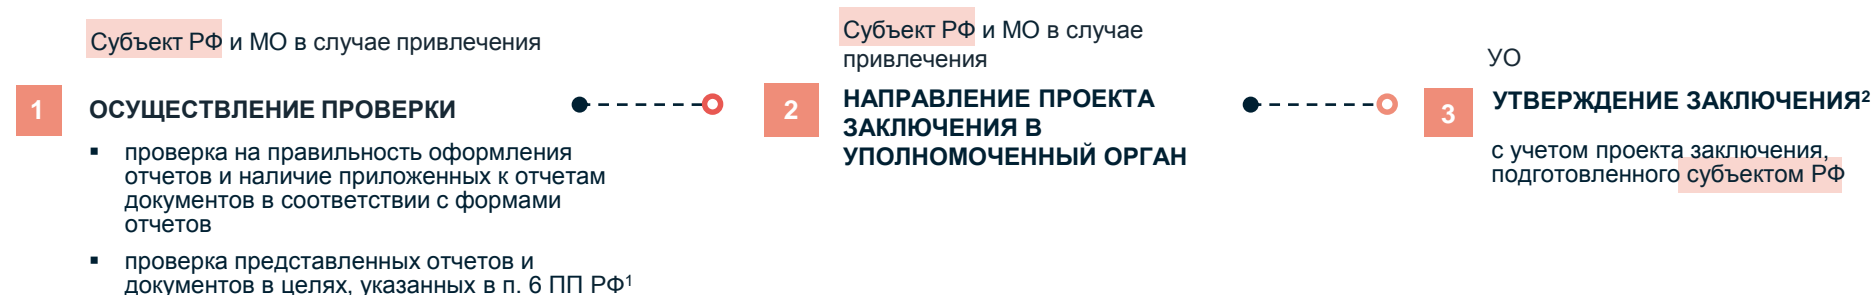 Субъект РФ и МО в случае привлечения
1
ОСУЩЕСТВЛЕНИЕ ПРОВЕРКИ
▪ проверка на правильность оформления
отчетов и наличие приложенных к отчетам
документов в соответствии с формами
отчетов
▪ проверка представленных отчетов и
документов в целях, указанных в п. 6 ПП РФ¹
Субъект РФ и МО в случае
привлечения
2
НАПРАВЛЕНИЕ ПРОЕКТА
ЗАКЛЮЧЕНИЯ В
УПОЛНОМОЧЕННЫЙ ОРГАН
УО
3
УТВЕРЖДЕНИЕ ЗАКЛЮЧЕНИЯ²
с учетом проекта заключения,
подготовленного субъектом РФ